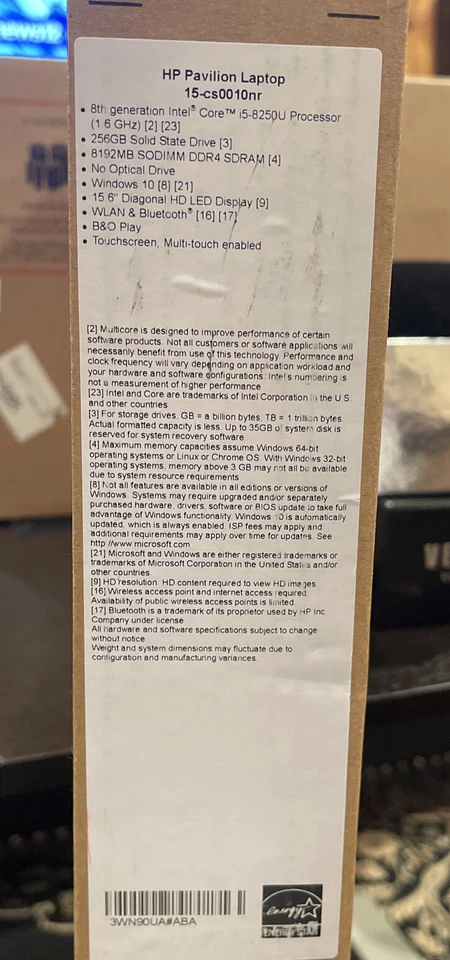 HP Pavilion Laptop
15-cs0010nr
• 8th generation Intel® Core™ i5-8250U Processor
(1.6 GHz) [2] [23]
• 256GB Solid State Drive [3]
• 8192MB SODIMM DDR4 SDRAM [4]
• No Optical Drive
• Windows 10 [8] [21]
• 15.6" Diagonal HD LED Display [9]
• WLAN & Bluetooth® [16] [17]
• B&O Play
• Touchscreen, Multi-touch enabled
[2] Multicore is designed to improve performance of certain
software products. Not all customers or software applications will
necessarily benefit from use of this technology. Performance and
clock frequency will vary depending on application workload and
your hardware and software configurations. Intel's numbering is
not a measurement of higher performance
[23] Intel and Core are trademarks of Intel Corporation in the U.S.
and other countries
[3] For storage drives, GB = a billion bytes, TB = 1 trillion bytes.
Actual formatted capacity is less. Up to 35GB of system disk is
reserved for system recovery software
[4] Maximum memory capacities assume Windows 64-bit
operating systems or Linux or Chrome OS. With Windows 32-bit
operating systems, memory above 3 GB may not all be available
due to system resource requirements
[8] Not all features are available in all editions or versions of
Windows. Systems may require upgraded and/or separately
purchased hardware, drivers, software or BIOS update to take full
advantage of Windows functionality. Windows 10 is automatically
updated, which is always enabled. ISP fees may apply and
additional requirements may apply over time for updates. See
http://www.microsoft.com
[21] Microsoft and Windows are either registered trademarks or
trademarks of Microsoft Corporation in the United States and/or
other countries.
[9] HD resolution. HD content required to view HD images.
[16] Wireless access point and internet access required.
Availability of public wireless access points is limited.
[17] Bluetooth is a trademark of its proprietor used by HP Inc
Company under license
All hardware and software specifications subject to change
without notice
Weight and system dimensions may fluctuate due to
configuration and manufacturing variances.
3WN90UA#ABA
energy
ENERGY STAR